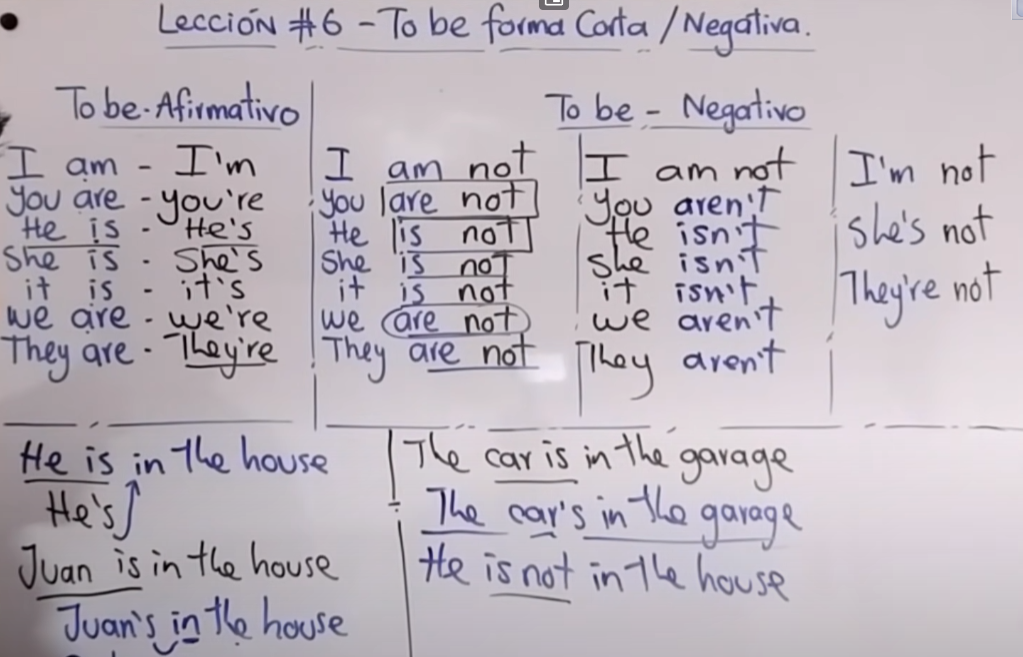 Lección #6 - To be forma Corta / Negativa.
To be - Afirmativo
I am - I'm
you are - you're
He is - He's
She is - She's
it is - it's
we are - we're
They are - They're
To be - Negativo
I am not
you are not
He is not
She is not
it is not
we are not
They are not
I am not
you aren't
He isn't
she isn't
it isn't
we aren't
They aren't
I'm not
she's not
They're not
He is in the house
He's
Juan is in the house
Juan's in the house
The car is in the garage
The car's in the garage
He is not in the house